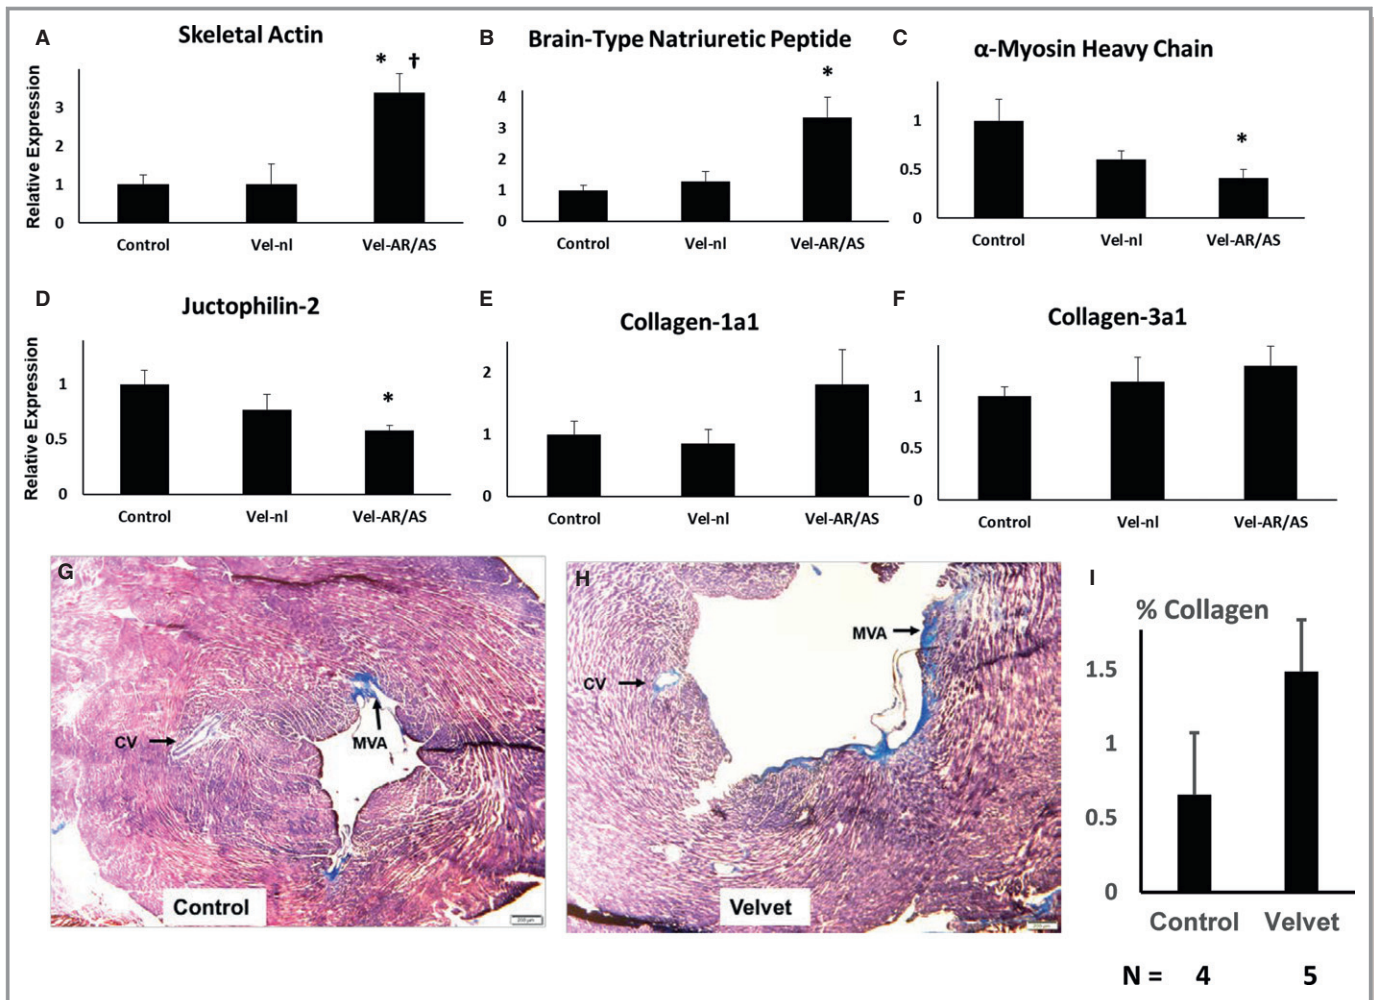 A
Skeletal Actin
* †
Relative Expression
3
2
1
0
Control Vel-nl Vel-AR/AS
B
Brain-Type Natriuretic Peptide
*
4
3
2
1
0
Control Vel-nl Vel-AR/AS
C
α-Myosin Heavy Chain
*
1
0.5
0
Control Vel-nl Vel-AR/AS
D
Juctophilin-2
*
Relative Expression
1
0.5
0
Control Vel-nl Vel-AR/AS
E
Collagen-1a1
2
1
0
Control Vel-nl Vel-AR/AS
F
Collagen-3a1
1
0.5
0
Control Vel-nl Vel-AR/AS
G
CV
MVA
Control
H
MVA
CV
Velvet
I
% Collagen
1.5
1
0.5
0
Control Velvet
N = 4 5